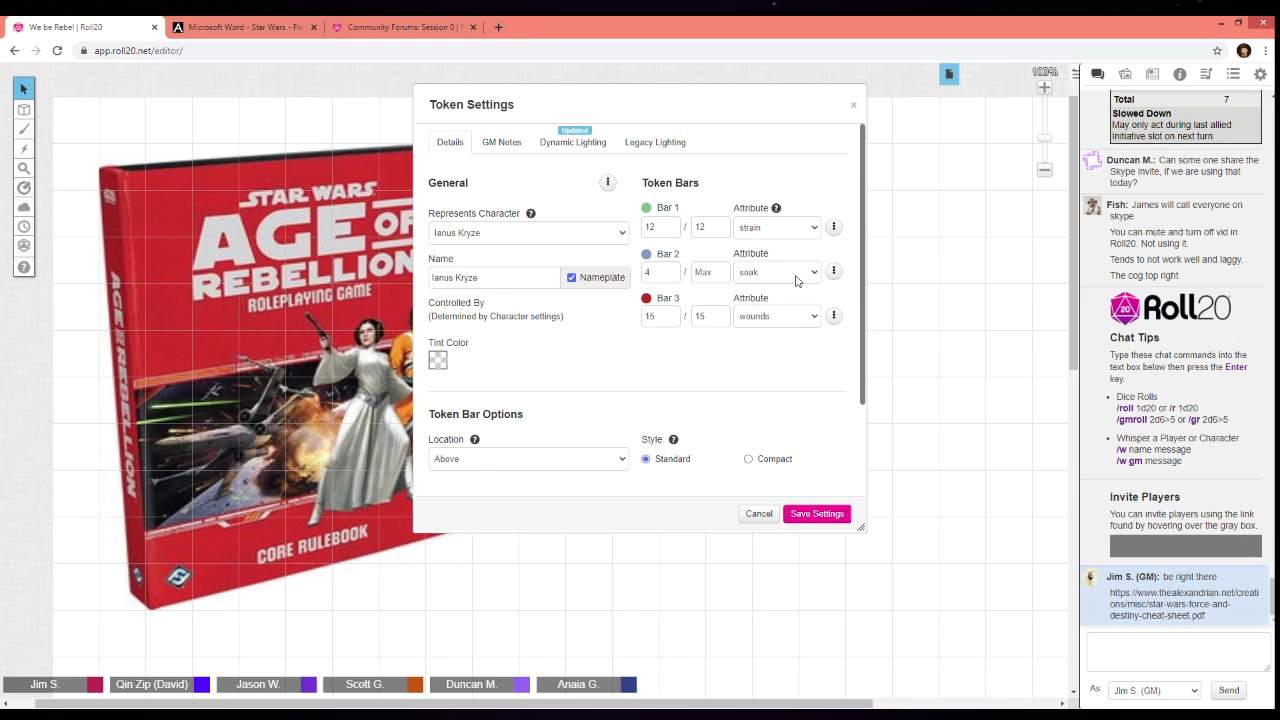 We be Rebel | Roll20
Microsoft Word - Star Wars - Fo
Community Forums: Session 0 | R
app.roll20.net/editor/
100%
STAR WARS
AGE OF
REBELLION
ROLEPLAYING GAME
CORE RULEBOOK
AGE OF REBELLION
Token Settings
Details
GM Notes
Updated
Dynamic Lighting
Legacy Lighting
General
Represents Character
Ianus Kryze
Name
Ianus Kryze
Nameplate
Controlled By
(Determined by Character settings)
Tint Color
Token Bars
Bar 1 Attribute
12 / 12 strain
Bar 2 Attribute
4 / Max soak
Bar 3 Attribute
15 / 15 wounds
Token Bar Options
Location
Above
Style
Standard Compact
Cancel Save Settings
Total 7
Slowed Down
May only act during last allied
Initiative slot on next turn.
Duncan M.: Can some one share the
Skype invite, if we are using that
today?
Fish: James will call everyone on
skype
You can mute and turn off vid in
Roll20. Not using it.
Tends to not work well and laggy.
The cog top right
Roll20
Chat Tips
Type these chat commands into the
text box below then press the Enter
key.
Dice Rolls
/roll 1d20 or /r 1d20
/gmroll 2d6>5 or /gr 2d6>5
Whisper a Player or Character
/w name message
/w gm message
Invite Players
You can invite players using the link
found by hovering over the gray box.
Jim S. (GM): be right there
https://www.thealexandrian.net/creati
ons/misc/star-wars-force-and-
destiny-cheat-sheet.pdf
As: Jim S. (GM) Send
Jim S.
Qin Zip (David)
Jason W.
Scott G.
Duncan M.
Anaia G.